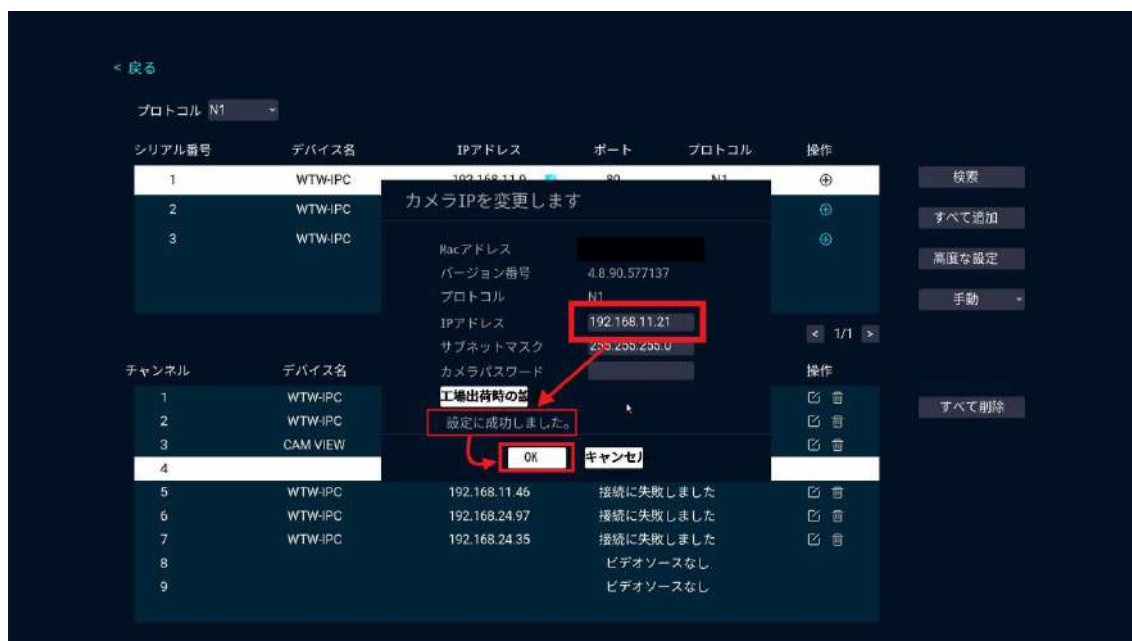 < 戻る
プロトコル N1
シリアル番号 デバイス名 IPアドレス ポート プロトコル 操作
1 WTW-IPC 192.168.11.9 80 N1
検索
2 WTW-IPC
すべて追加
3 WTW-IPC
高度な設定
手動
< 1/1 >
カメラIPを変更します
Macアドレス
バージョン番号 4.8.90.577137
プロトコル N1
IPアドレス 192.168.11.21
サブネットマスク 255.255.255.0
カメラパスワード
工場出荷時の設
設定に成功しました。
OK キャンセル
チャンネル デバイス名 操作
1 WTW-IPC
すべて削除
2 WTW-IPC
3 CAM VIEW
4
5 WTW-IPC 192.168.11.46 接続に失敗しました
6 WTW-IPC 192.168.24.97 接続に失敗しました
7 WTW-IPC 192.168.24.35 接続に失敗しました
8 ビデオソースなし
9 ビデオソースなし